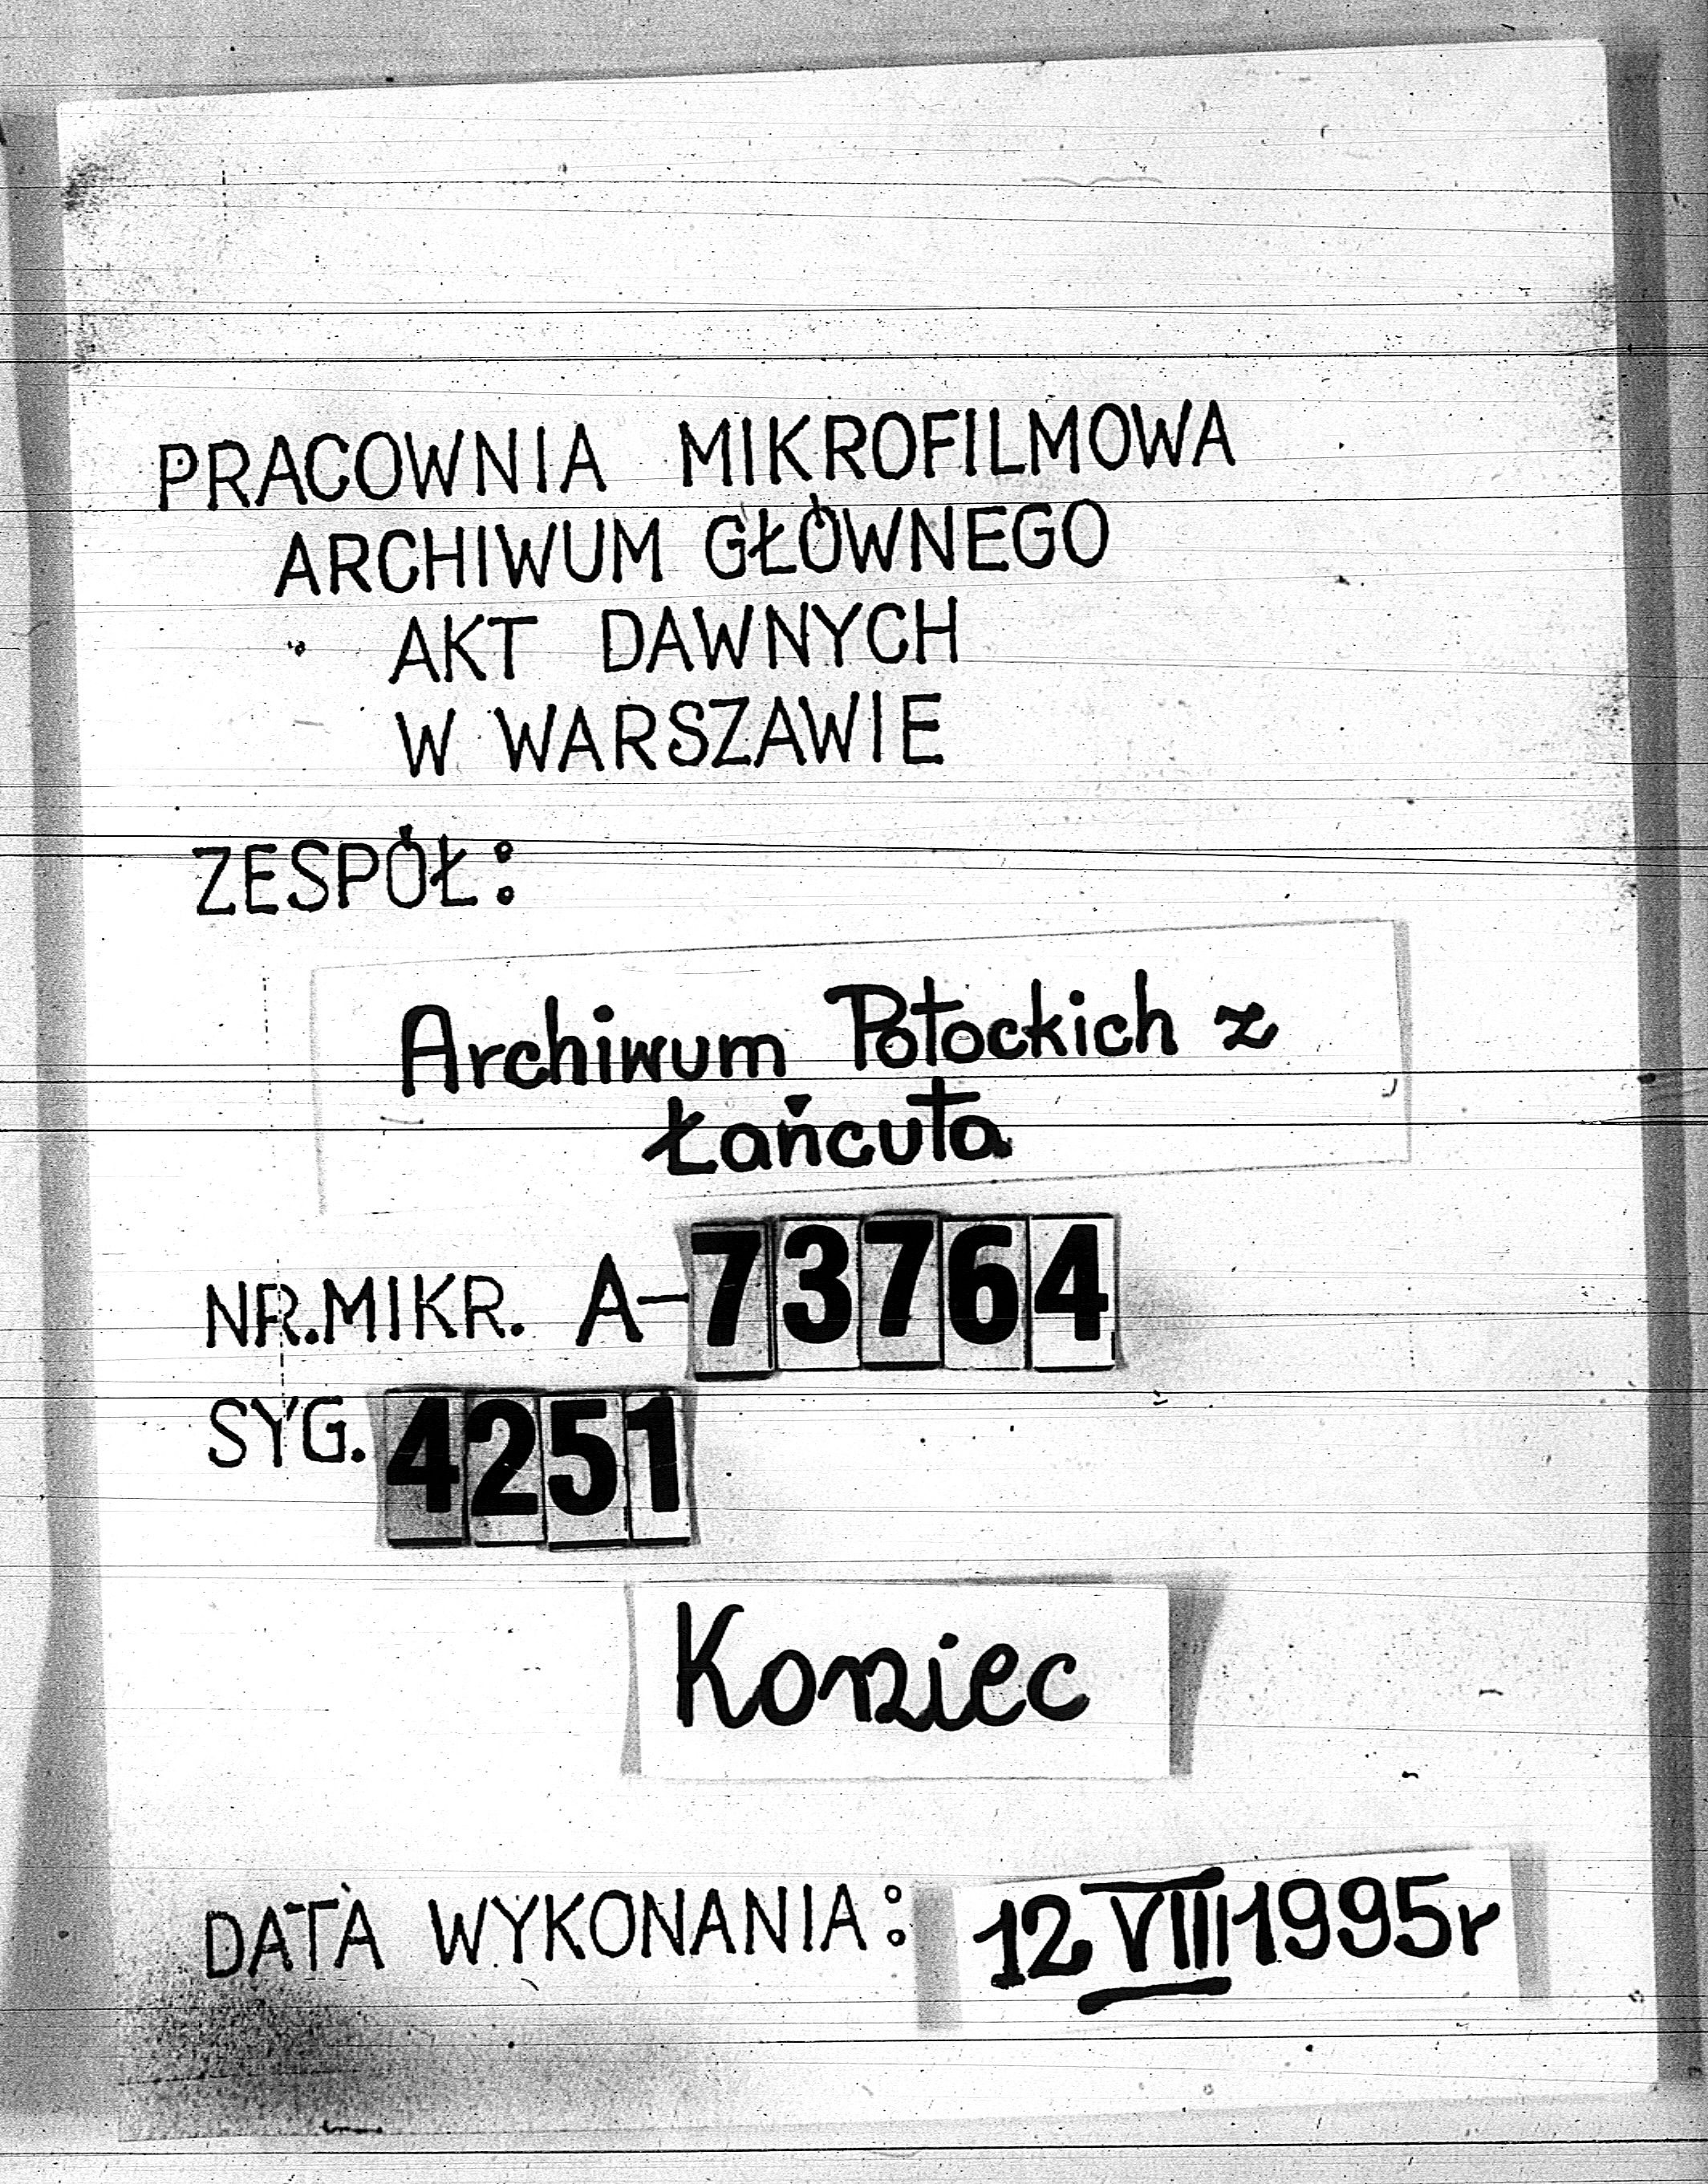 PRACOWNIA MIKROFILMOWA
ARCHIWUM GŁÓWNEGO
AKT DAWNYCH
W WARSZAWIE
ZESPÓŁ:
Archiwum Potockich z
Łańcuta
NR.MIKR. A-73764
SYG. 4251
Koniec
DATA WYKONANIA: 12 VIII 1995r